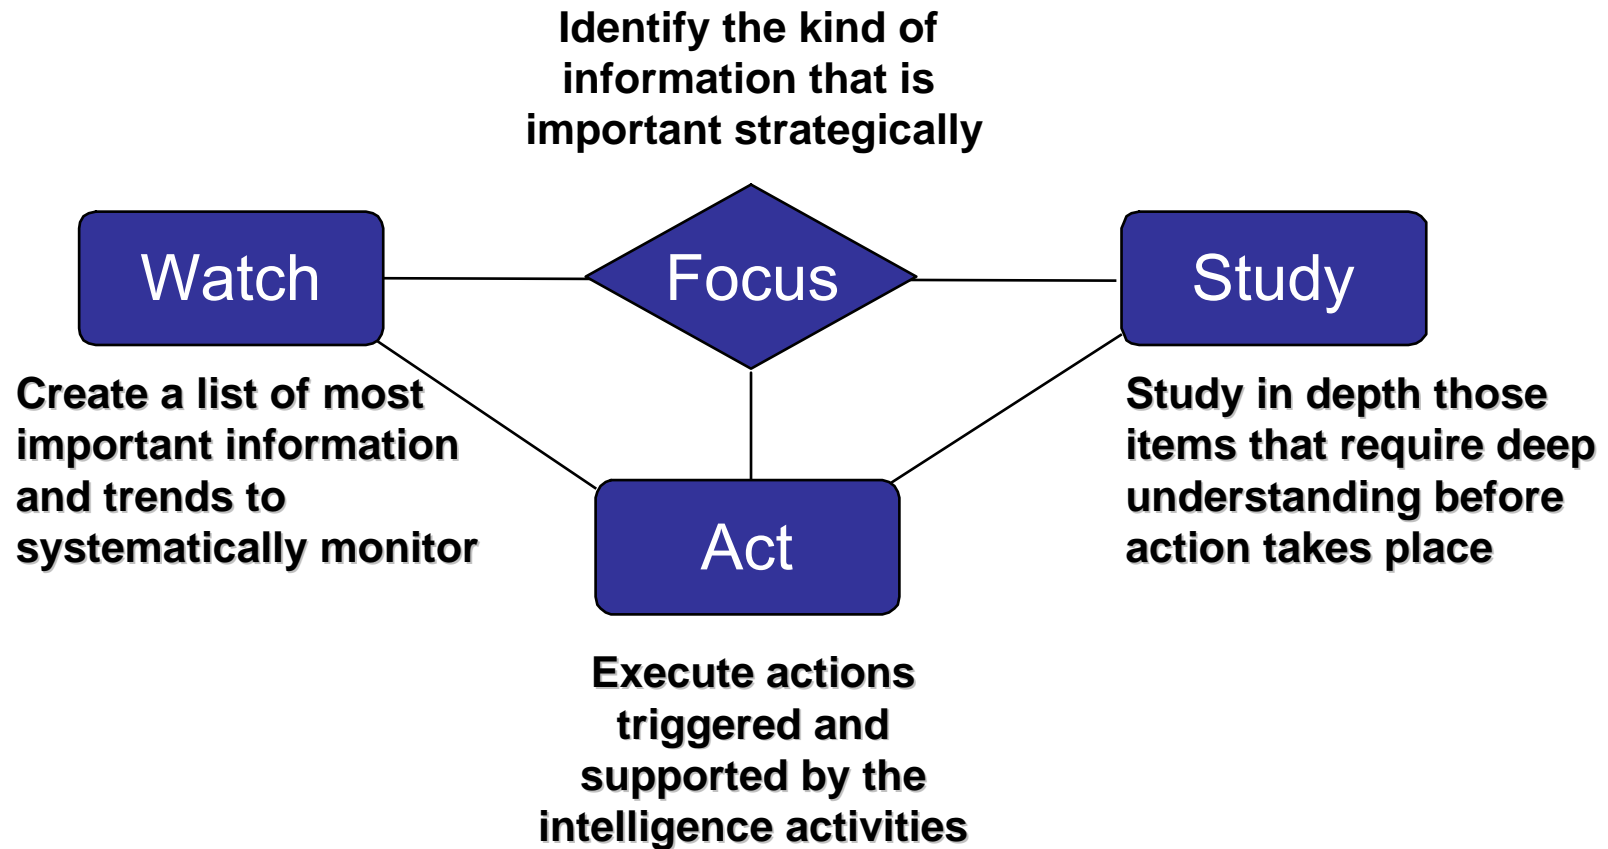 Identify the kind of
information that is
important strategically
Watch
Focus
Study
Create a list of most
important information
and trends to
systematically monitor
Study in depth those
items that require deep
understanding before
action takes place
Act
Execute actions
triggered and
supported by the
intelligence activities